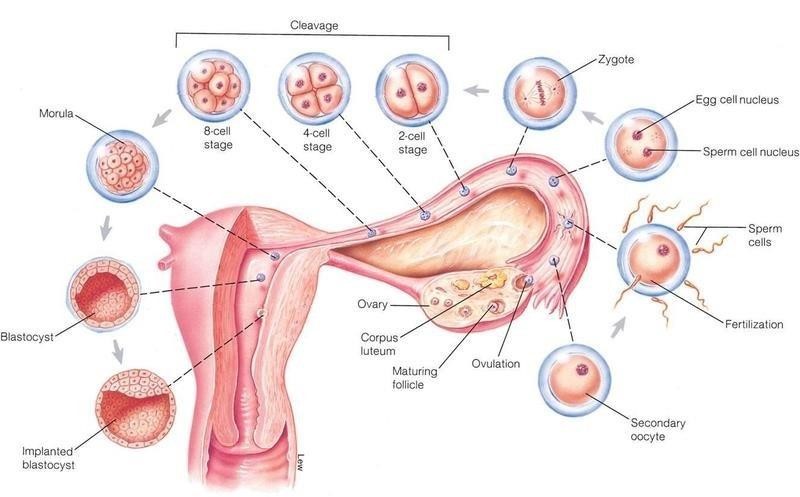 Cleavage
Zygote
Egg cell nucleus
Morula
8-cell
stage
4-cell
stage
2-cell
stage
Sperm cell nucleus
Sperm
cells
Ovary
Fertilization
Blastocyst
Corpus
luteum
Ovulation
Maturing
follicle
Secondary
oocyte
Implanted
blastocyst
Lew